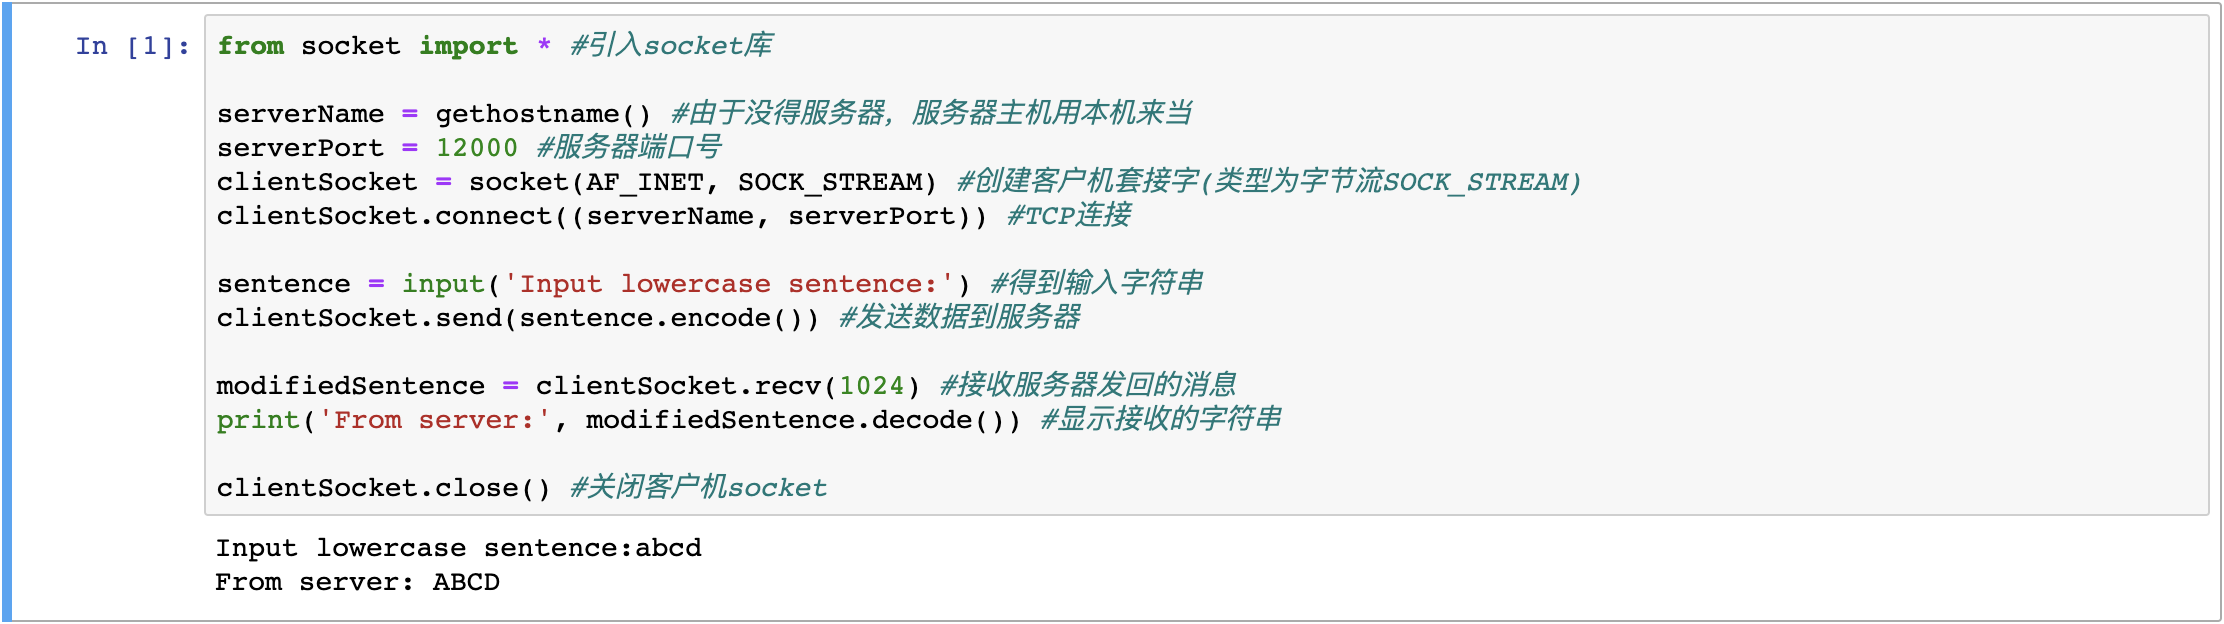 In [1]: from socket import * #引入socket库
serverName = gethostname() #由于没得服务器，服务器主机用本机来当
serverPort = 12000 #服务器端口号
clientSocket = socket(AF_INET, SOCK_STREAM) #创建客户机套接字(类型为字节流SOCK_STREAM)
clientSocket.connect((serverName, serverPort)) #TCP连接
sentence = input('Input lowercase sentence:') #得到输入字符串
clientSocket.send(sentence.encode()) #发送数据到服务器
modifiedSentence = clientSocket.recv(1024) #接收服务器发回的消息
print('From server:', modifiedSentence.decode()) #显示接收的字符串
clientSocket.close() #关闭客户机socket
Input lowercase sentence:abcd
From server: ABCD